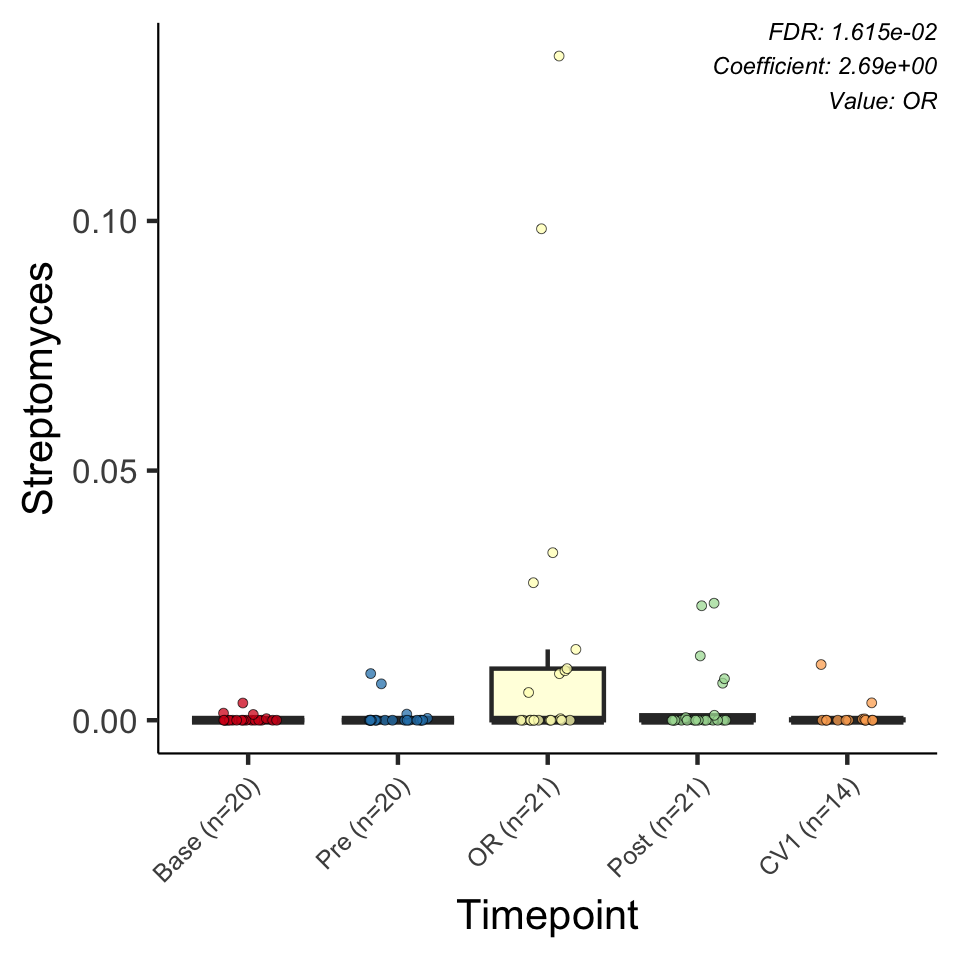 FDR: 1.615e-02
Coefficient: 2.69e+00
Value: OR
Streptomyces
0.10
0.05
0.00
Base (n=20)
Pre (n=20)
OR (n=21)
Post (n=21)
CV1 (n=14)
Timepoint